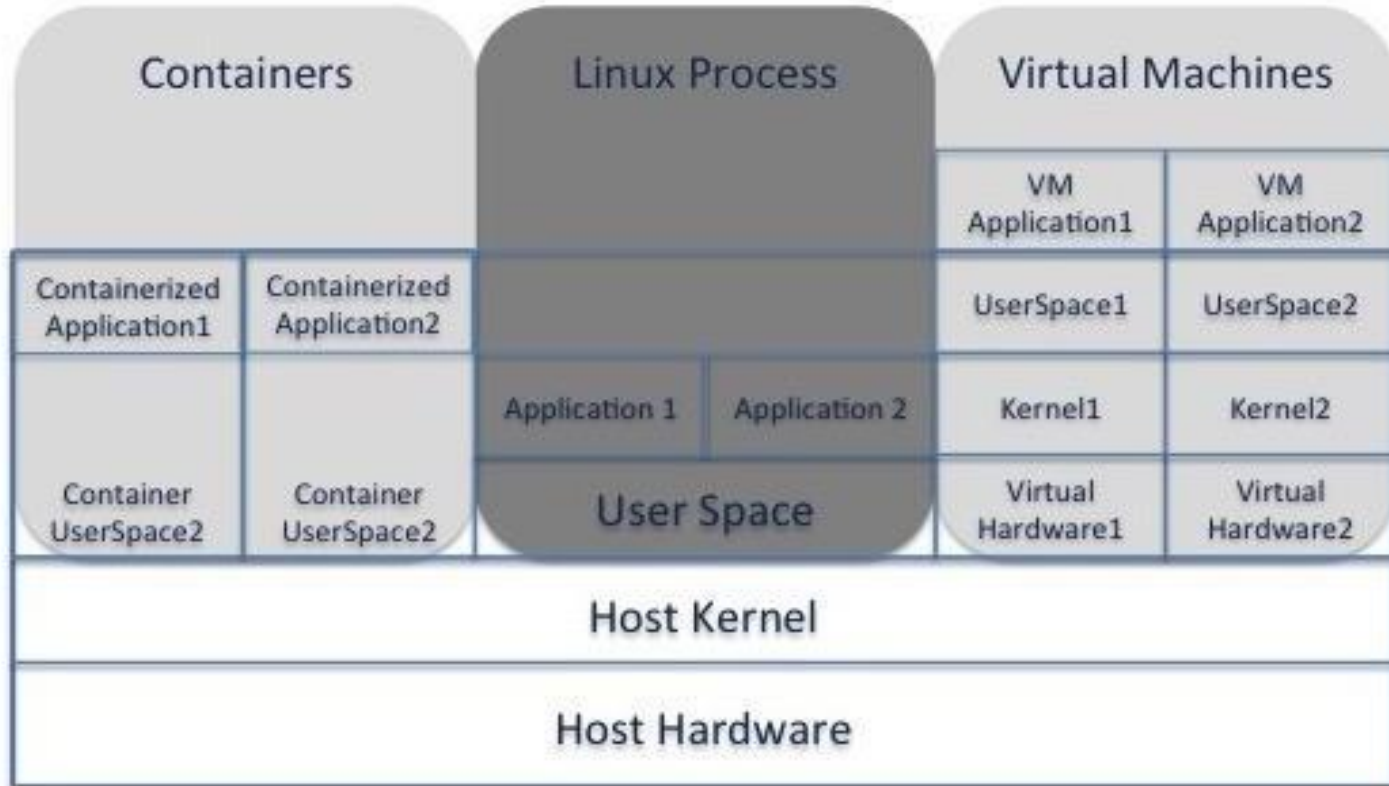 Containers
Linux Process
Virtual Machines
VM
Application1
VM
Application2
Containerized
Application1
Containerized
Application2
UserSpace1
UserSpace2
Application 1
Application 2
Kernel1
Kernel2
Container
UserSpace2
Container
UserSpace2
User Space
Virtual
Hardware1
Virtual
Hardware2
Host Kernel
Host Hardware